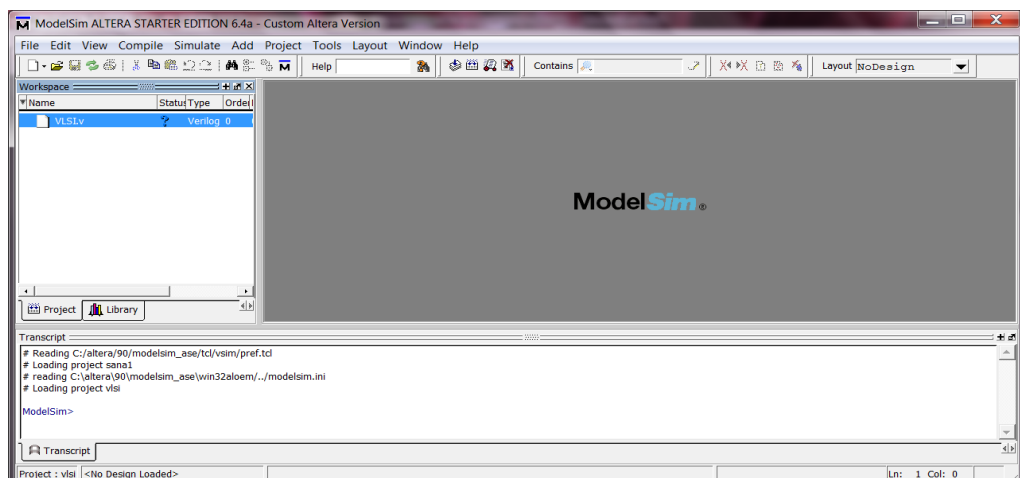 ModelSim ALTERA STARTER EDITION 6.4a - Custom Altera Version
File Edit View Compile Simulate Add Project Tools Layout Window Help
Help Contains Layout NoDesign
Workspace
Name Status Type Order
VLSI.v ? Verilog 0
ModelSim ®
Project Library
Transcript
# Reading C:/altera/90/modelsim_ase/tcl/vsim/pref.tcl
# Loading project sana1
# reading C:\altera\90\modelsim_ase\win32aloem/../modelsim.ini
# Loading project vlsi
ModelSim>
Transcript
Project : vlsi <No Design Loaded> Ln: 1 Col: 0